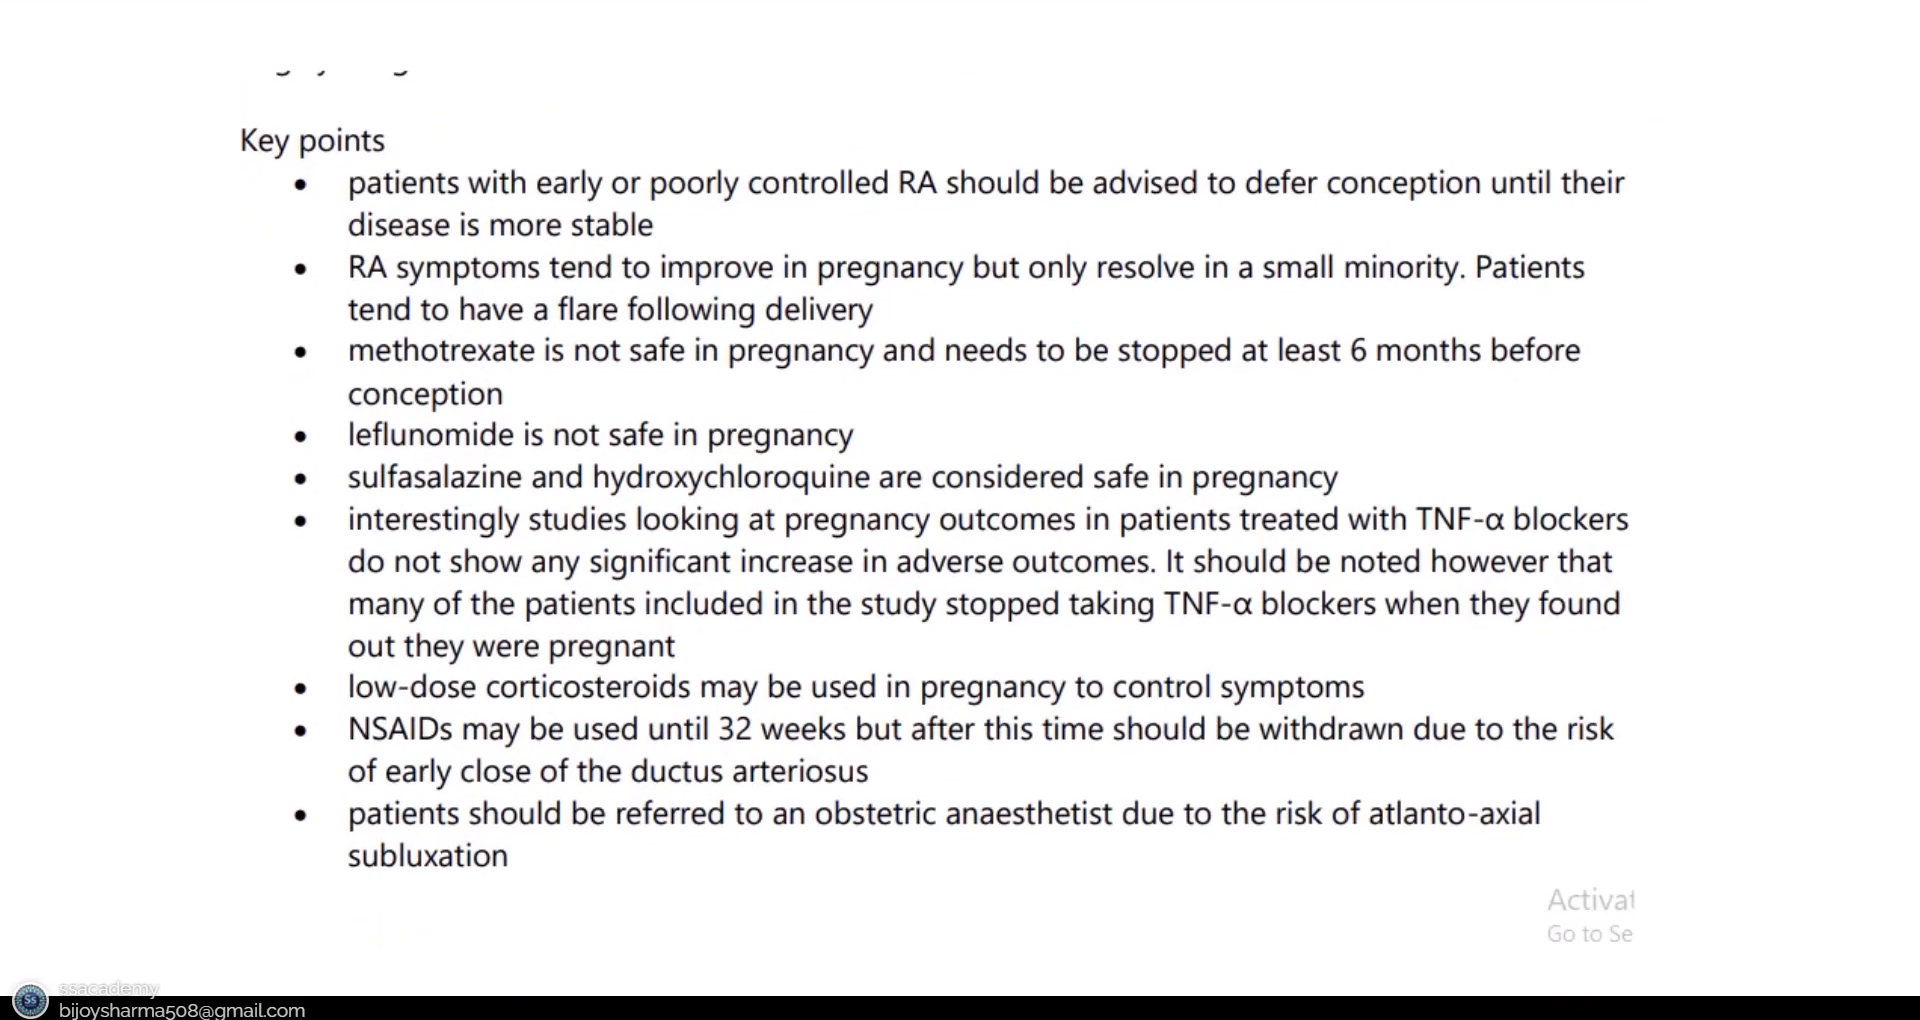 Key points
• patients with early or poorly controlled RA should be advised to defer conception until their
disease is more stable
• RA symptoms tend to improve in pregnancy but only resolve in a small minority. Patients
tend to have a flare following delivery
• methotrexate is not safe in pregnancy and needs to be stopped at least 6 months before
conception
• leflunomide is not safe in pregnancy
• sulfasalazine and hydroxychloroquine are considered safe in pregnancy
• interestingly studies looking at pregnancy outcomes in patients treated with TNF-α blockers
do not show any significant increase in adverse outcomes. It should be noted however that
many of the patients included in the study stopped taking TNF-α blockers when they found
out they were pregnant
• low-dose corticosteroids may be used in pregnancy to control symptoms
• NSAIDs may be used until 32 weeks but after this time should be withdrawn due to the risk
of early close of the ductus arteriosus
• patients should be referred to an obstetric anaesthetist due to the risk of atlanto-axial
subluxation
Activat
Go to Se
Ss
ssacademy
bijoysharma508@gmail.com